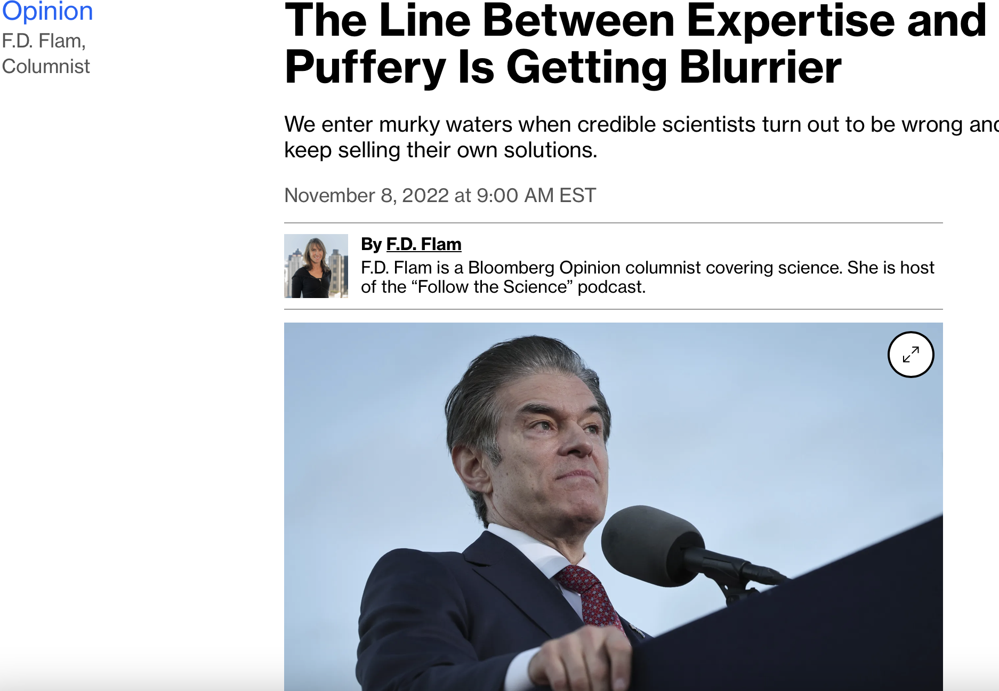 Opinion
F.D. Flam,
Columnist
The Line Between Expertise and
Puffery Is Getting Blurrier
We enter murky waters when credible scientists turn out to be wrong and
keep selling their own solutions.
November 8, 2022 at 9:00 AM EST
By F.D. Flam
F.D. Flam is a Bloomberg Opinion columnist covering science. She is host
of the “Follow the Science” podcast.